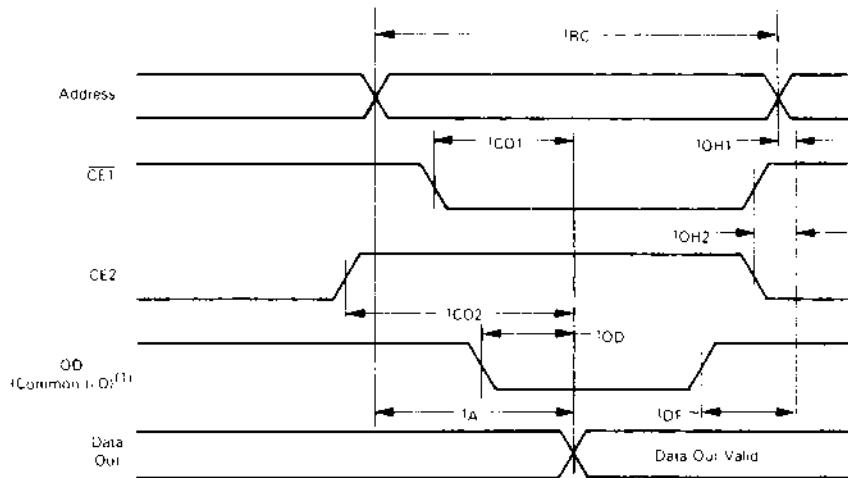 tRC
Address
tCO1
tOH1
CE1
tOH2
CE2
tCO2
tOD
OD
(Common I/O)(1)
tA
tDF
Data
Out
Data Out Valid